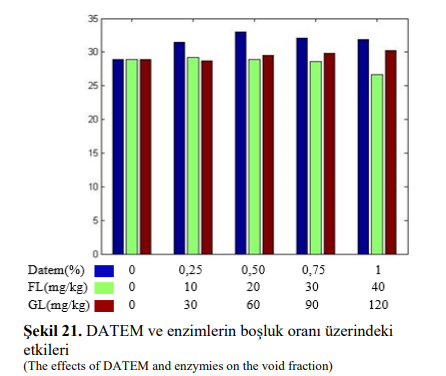 35
30
25
20
15
10
5
0
Datem(%) 0 0,25 0,50 0,75 1
FL(mg/kg) 0 10 20 30 40
GL(mg/kg) 0 30 60 90 120
Şekil 21. DATEM ve enzimlerin boşluk oranı üzerindeki
etkileri
(The effects of DATEM and enzymies on the void fraction)